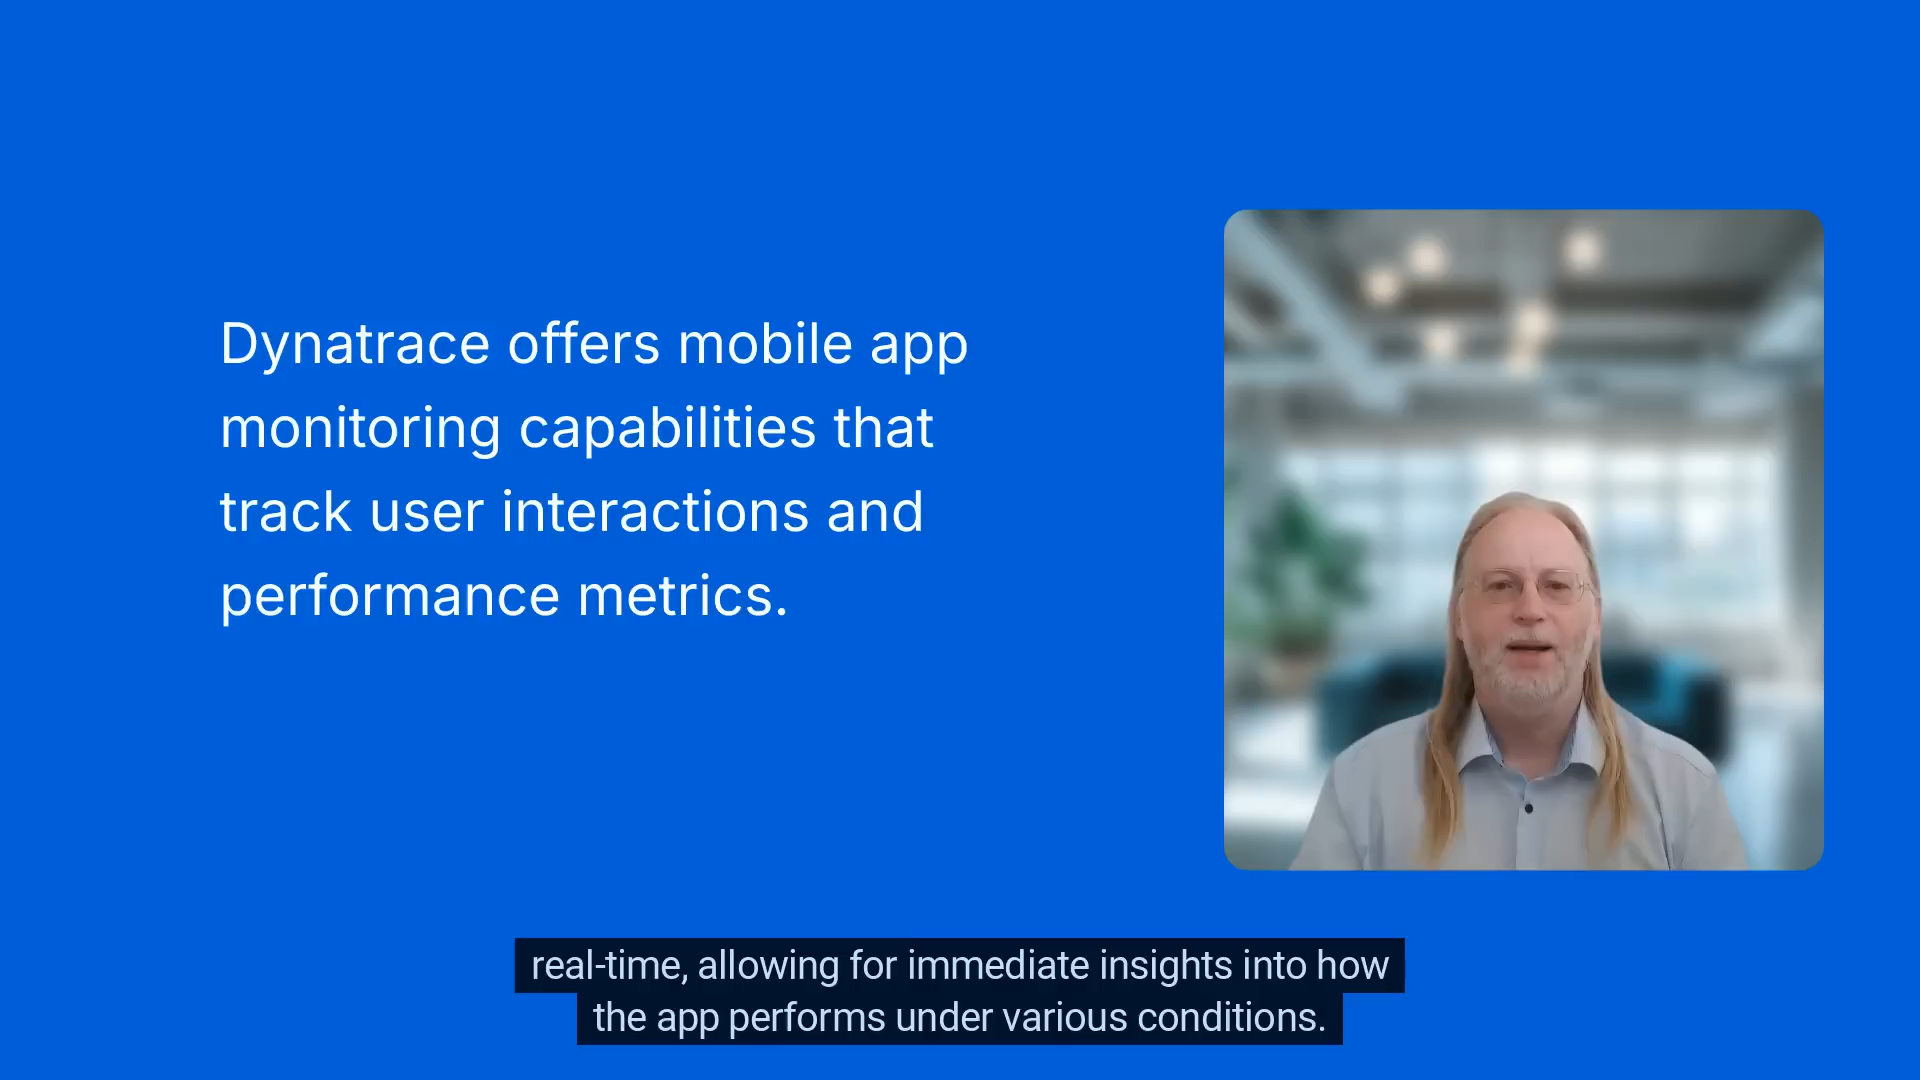 Dynatrace offers mobile app
monitoring capabilities that
track user interactions and
performance metrics.
real-time, allowing for immediate insights into how
the app performs under various conditions.